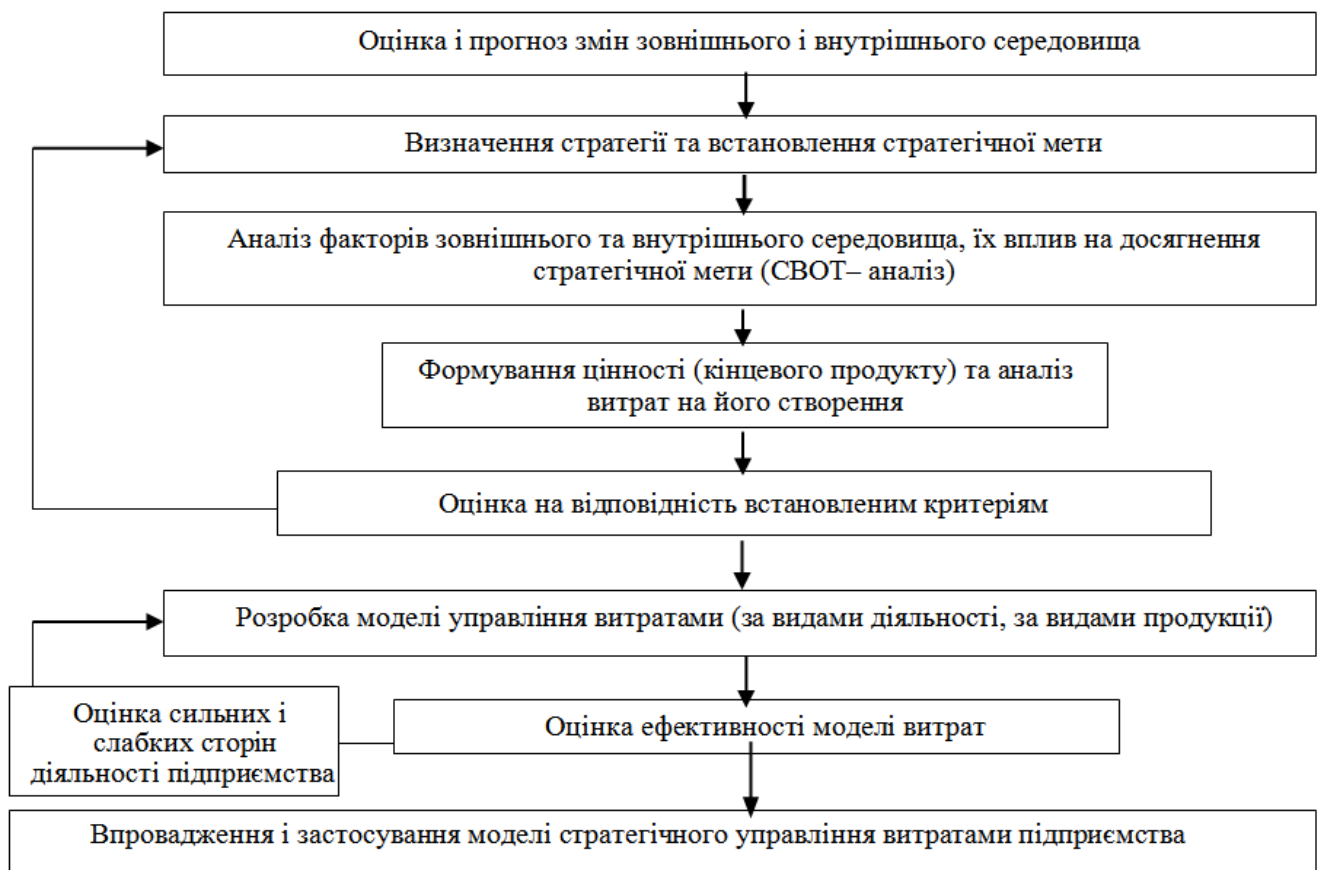 Оцінка і прогноз змін зовнішнього і внутрішнього середовища
Визначення стратегії та встановлення стратегічної мети
Аналіз факторів зовнішнього та внутрішнього середовища, їх вплив на досягнення
стратегічної мети (СВОТ– аналіз)
Формування цінності (кінцевого продукту) та аналіз
витрат на його створення
Оцінка на відповідність встановленим критеріям
Розробка моделі управління витратами (за видами діяльності, за видами продукції)
Оцінка сильних і
слабких сторін
діяльності підприємства
Оцінка ефективності моделі витрат
Впровадження і застосування моделі стратегічного управління витратами підприємства